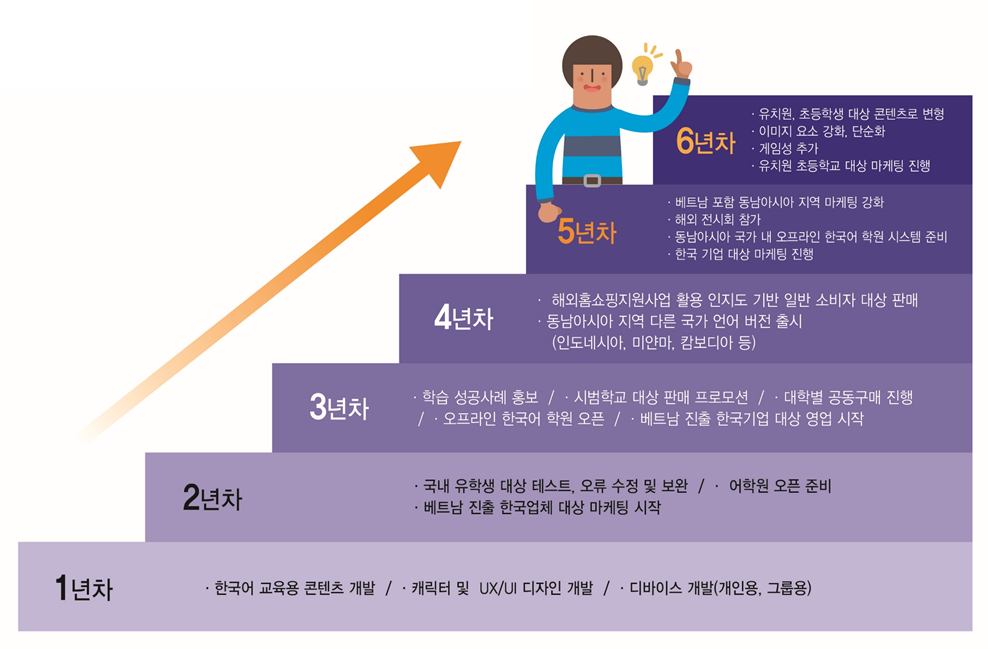 6년차
· 유치원, 초등학생 대상 콘텐츠로 변형
· 이미지 요소 강화, 단순화
· 게임성 추가
· 유치원 초등학교 대상 마케팅 진행
5년차
· 베트남 포함 동남아시아 지역 마케팅 강화
· 해외 전시회 참가
· 동남아시아 국가 내 오프라인 한국어 학원 시스템 준비
· 한국 기업 대상 마케팅 진행
4년차
· 해외홈쇼핑지원사업 활용 인지도 기반 일반 소비자 대상 판매
· 동남아시아 지역 다른 국가 언어 버전 출시
(인도네시아, 미얀마, 캄보디아 등)
3년차
· 학습 성공사례 홍보 / · 시범학교 대상 판매 프로모션 / · 대학별 공동구매 진행
/ · 오프라인 한국어 학원 오픈 / · 베트남 진출 한국기업 대상 영업 시작
2년차
· 국내 유학생 대상 테스트, 오류 수정 및 보완 / · 어학원 오픈 준비
· 베트남 진출 한국업체 대상 마케팅 시작
1년차
· 한국어 교육용 콘텐츠 개발 / · 캐릭터 및 UX/UI 디자인 개발 / · 디바이스 개발(개인용, 그룹용)